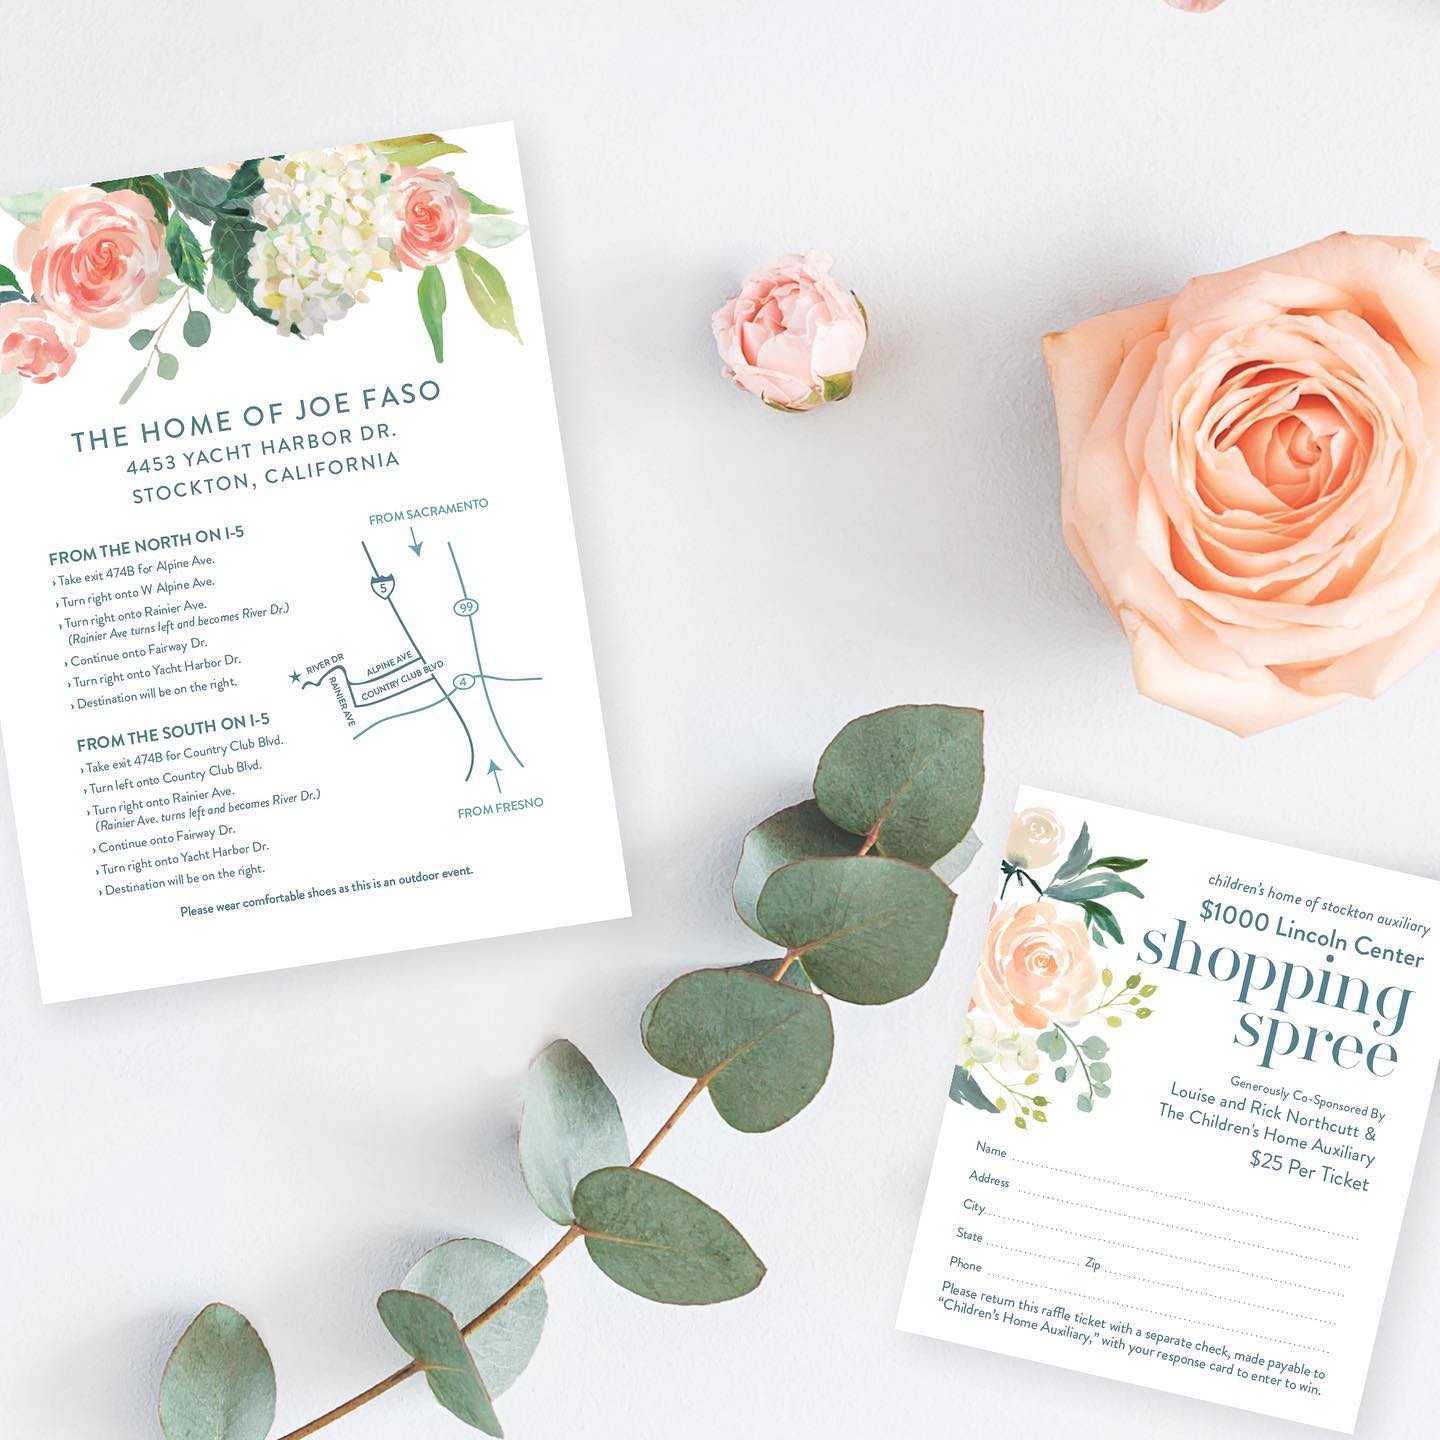 THE HOME OF JOE FASO
4453 YACHT HARBOR DR.
STOCKTON, CALIFORNIA
FROM THE NORTH ON I-5
› Take exit 474B for Alpine Ave.
› Turn right onto W Alpine Ave.
› Turn right onto Rainier Ave.
(Rainier Ave turns left and becomes River Dr.)
› Continue onto Fairway Dr.
› Turn right onto Yacht Harbor Dr.
› Destination will be on the right.
FROM THE SOUTH ON I-5
› Take exit 474B for Country Club Blvd.
› Turn left onto Country Club Blvd.
› Turn right onto Rainier Ave.
(Rainier Ave. turns left and becomes River Dr.)
› Continue onto Fairway Dr.
› Turn right onto Yacht Harbor Dr.
› Destination will be on the right.
FROM SACRAMENTO
5
99
RIVER DR
ALPINE AVE
COUNTRY CLUB BLVD
RAINIER AVE
4
FROM FRESNO
Please wear comfortable shoes as this is an outdoor event.
children's home of stockton auxiliary
$1000 Lincoln Center
shopping
spree
Generously Co-Sponsored By
Louise and Rick Northcutt &
The Children's Home Auxiliary
$25 Per Ticket
Name
Address
City
State Zip
Phone
Please return this raffle ticket with a separate check, made payable to
“Children's Home Auxiliary,” with your response card to enter to win.